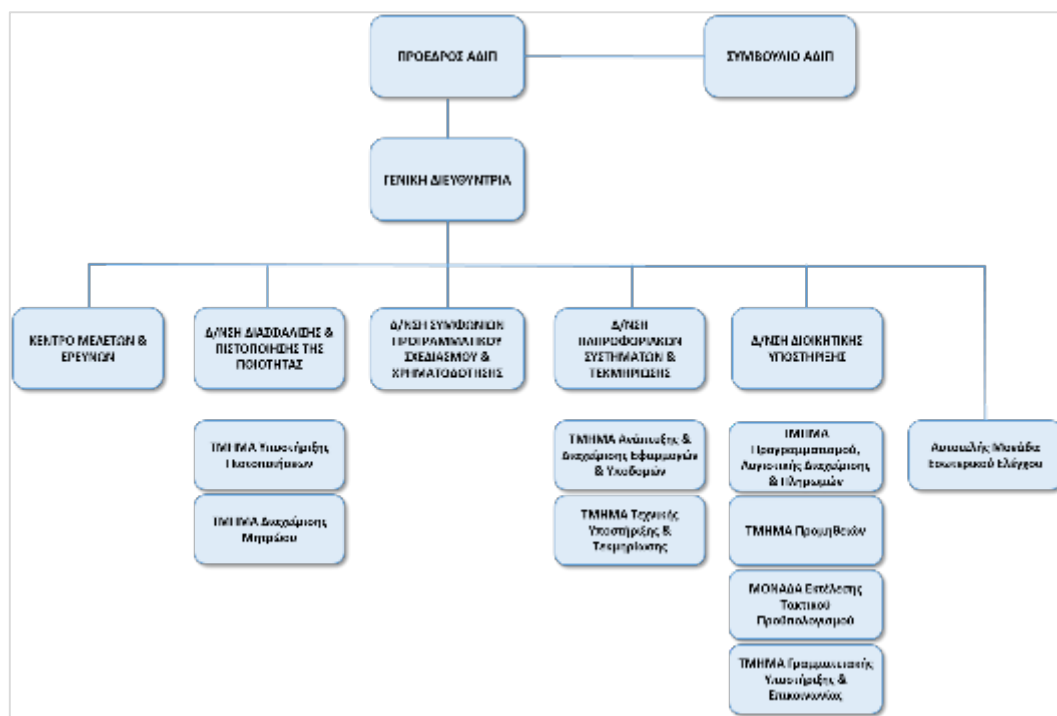 ΠΡΟΕΔΡΟΣ ΑΔΙΠ
ΣΥΜΒΟΥΛΙΟ ΑΔΙΠ
ΓΕΝΙΚΗ ΔΙΕΥΘΥΝΤΡΙΑ
ΚΕΝΤΡΟ ΜΕΛΕΤΩΝ &
ΕΡΕΥΝΩΝ
Δ/ΝΣΗ ΔΙΑΣΦΑΛΙΣΗΣ &
ΠΙΣΤΟΠΟΙΗΣΗΣ ΤΗΣ
ΠΟΙΟΤΗΤΑΣ
Δ/ΝΣΗ ΣΥΜΦΩΝΙΩΝ
ΠΡΟΓΡΑΜΜΑΤΙΚΟΥ
ΣΧΕΔΙΑΣΜΟΥ &
ΧΡΗΜΑΤΟΔΟΤΗΣΗΣ
Δ/ΝΣΗ
ΠΛΗΡΟΦΟΡΙΑΚΩΝ
ΣΥΣΤΗΜΑΤΩΝ &
ΤΕΚΜΗΡΙΩΣΗΣ
Δ/ΝΣΗ ΔΙΟΙΚΗΤΙΚΗΣ
ΥΠΟΣΤΗΡΙΞΗΣ
ΤΜΗΜΑ Υποστήριξης
Πιστοποιήσεων
ΤΜΗΜΑ Διαχείρισης
Μητρώου
ΤΜΗΜΑ Ανάπτυξης &
Διαχείρισης Εφαρμογών
& Υποδομών
ΤΜΗΜΑ Τεχνικής
Υποστήριξης &
Τεκμηρίωσης
ΤΜΗΜΑ
Προγραμματισμού,
Λογιστικής Διαχείρισης
& Πληρωμών
ΤΜΗΜΑ Προμηθειών
ΜΟΝΑΔΑ Εκτέλεσης
Τακτικού
Προϋπολογισμού
ΤΜΗΜΑ Γραμματειακής
Υποστήριξης &
Επικοινωνίας
Αυτοτελής Μονάδα
Εσωτερικού Ελέγχου